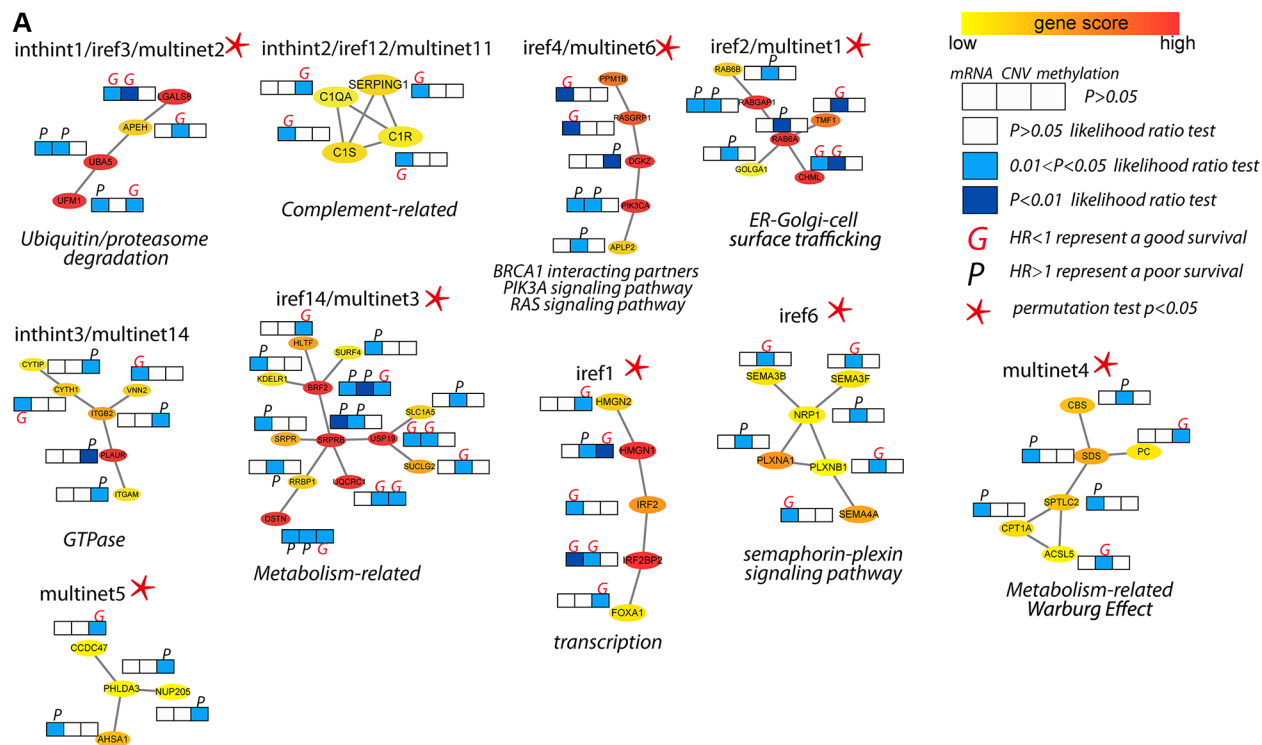 A
inthint1/iref3/multinet2
G G
LGALS8
APEH
G
P P
UBA5
UFM1
P G
Ubiquitin/proteasome
degradation
inthint2/iref12/multinet11
G
SERPING1
G
C1QA
G
C1R
C1S
G
Complement-related
iref4/multinet6
PPM1B
G
RASGRP1
G
P
DGKZ
P P
PIK3CA
P
APLP2
BRCA1 interacting partners
PIK3A signaling pathway
RAS signaling pathway
iref2/multinet1
RAB6B
P
P P
RABGAP1
G
TMF1
P
RAB6A
P
GOLGA1
G G
CHML
ER-Golgi-cell
surface trafficking
gene score
low high
mRNA CNV methylation
P>0.05
P>0.05 likelihood ratio test
0.01<P<0.05 likelihood ratio test
P<0.01 likelihood ratio test
G HR<1 represent a good survival
P HR>1 represent a poor survival
permutation test p<0.05
inthint3/multinet14
CYTIP
P
G
CYTH1
VNN2
G
ITGB2
P
P
PLAUR
P
ITGAM
GTPase
iref14/multinet3
G
HLTF
SURF4
P
P
KDELR1
BRF2
P P G
SLC1A5
P
P
SRPR
P P
SRPRB
USP19
G G
SUCLG2
G
P
RRBP1
UQCRC1
G G
DSTN
P P G
Metabolism-related
iref1
G
HMGN2
P G
HMGN1
G
IRF2
G G
IRF2BP2
G
FOXA1
transcription
iref6
G
SEMA3B
G
SEMA3F
NRP1
P
P
PLXNA1
PLXNB1
G
G
SEMA4A
semaphorin-plexin
signaling pathway
multinet4
CBS
P
G
P
SDS
PC
SPTLC2
P
P
CPT1A
ACSL5
G
Metabolism-related
Warburg Effect
multinet5
G
CCDC47
P
PHLDA3
NUP205
P
P
AHSA1